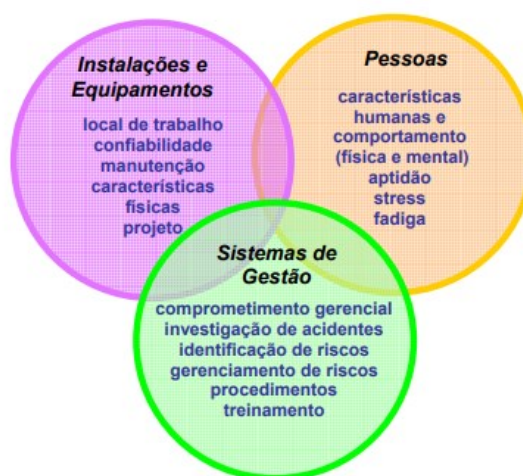 Instalações e
Equipamentos
local de trabalho
confiabilidade
manutenção
características
físicas
projeto
Pessoas
características
humanas e
comportamento
(física e mental)
aptidão
stress
fadiga
Sistemas de
Gestão
comprometimento gerencial
investigação de acidentes
identificação de riscos
gerenciamento de riscos
procedimentos
treinamento